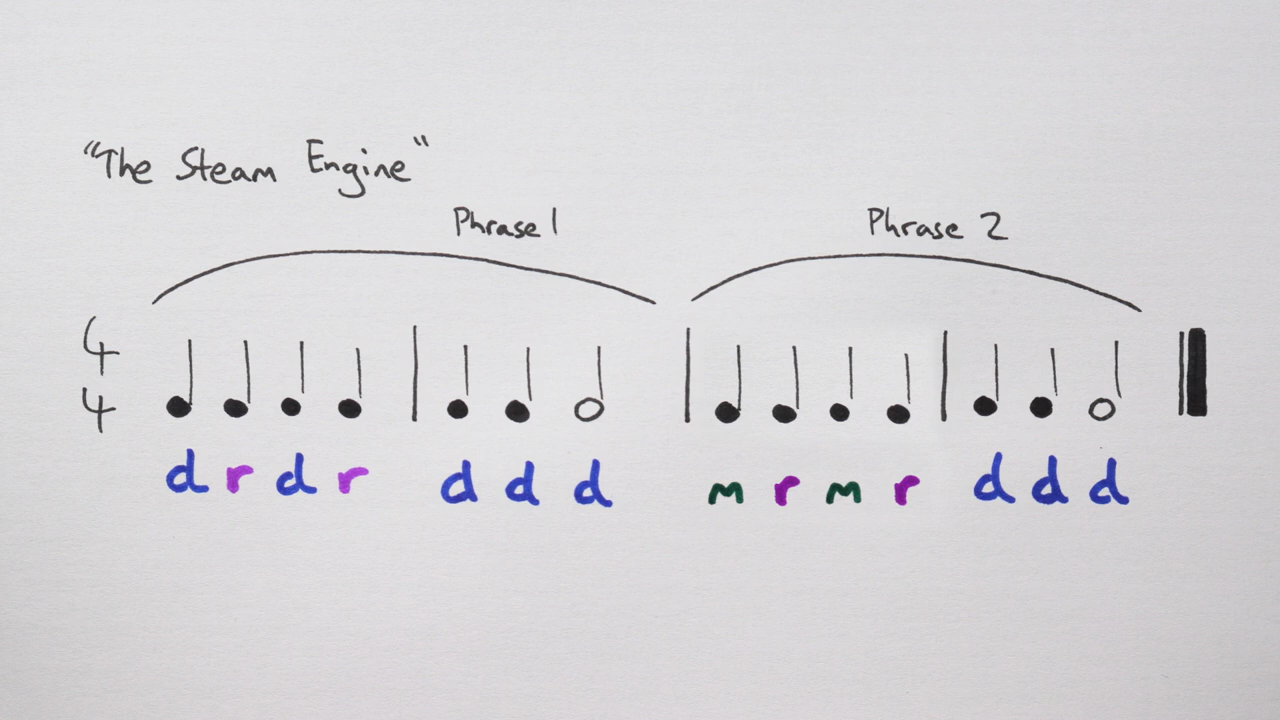 "The Steam Engine"
Phrase 1 Phrase 2
4
4
d r d r d d d m r m r d d d